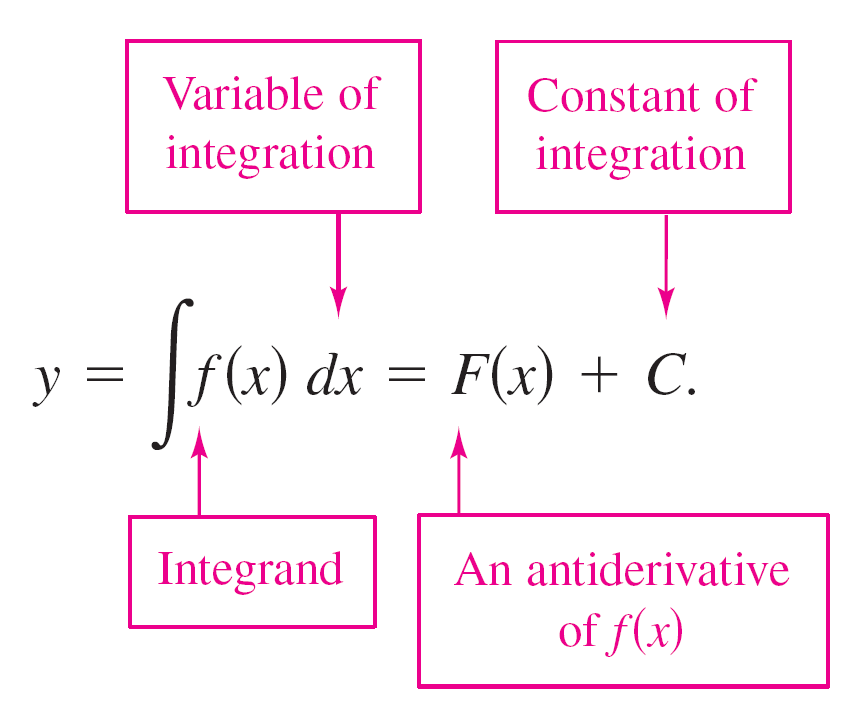 Variable of
integration
Constant of
integration
y = ∫ f(x) dx = F(x) + C.
Integrand
An antiderivative
of f(x)